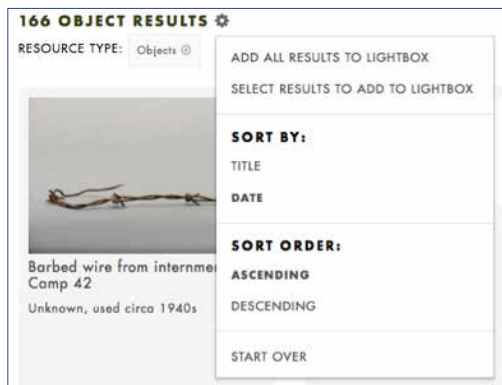 166 OBJECT RESULTS
RESOURCE TYPE: Objects
ADD ALL RESULTS TO LIGHTBOX
SELECT RESULTS TO ADD TO LIGHTBOX
SORT BY:
TITLE
DATE
SORT ORDER:
ASCENDING
DESCENDING
START OVER
Barbed wire from internme
Camp 42
Unknown, used circa 1940s